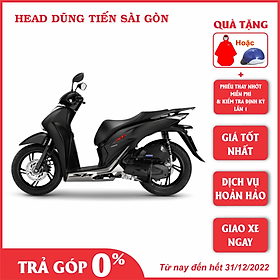 HEAD DŨNG TIẾN SÀI GÒN
QUÀ TẶNG
Hoặc
+
PHIẾU THAY NHỚT
MIỄN PHÍ
& KIỂM TRA ĐỊNH KỲ
LẦN 1
GIÁ TỐT
NHẤT
DỊCH VỤ
HOÀN HẢO
GIAO XE
NGAY
TRẢ GÓP 0%
Từ nay đến hết 31/12/2022